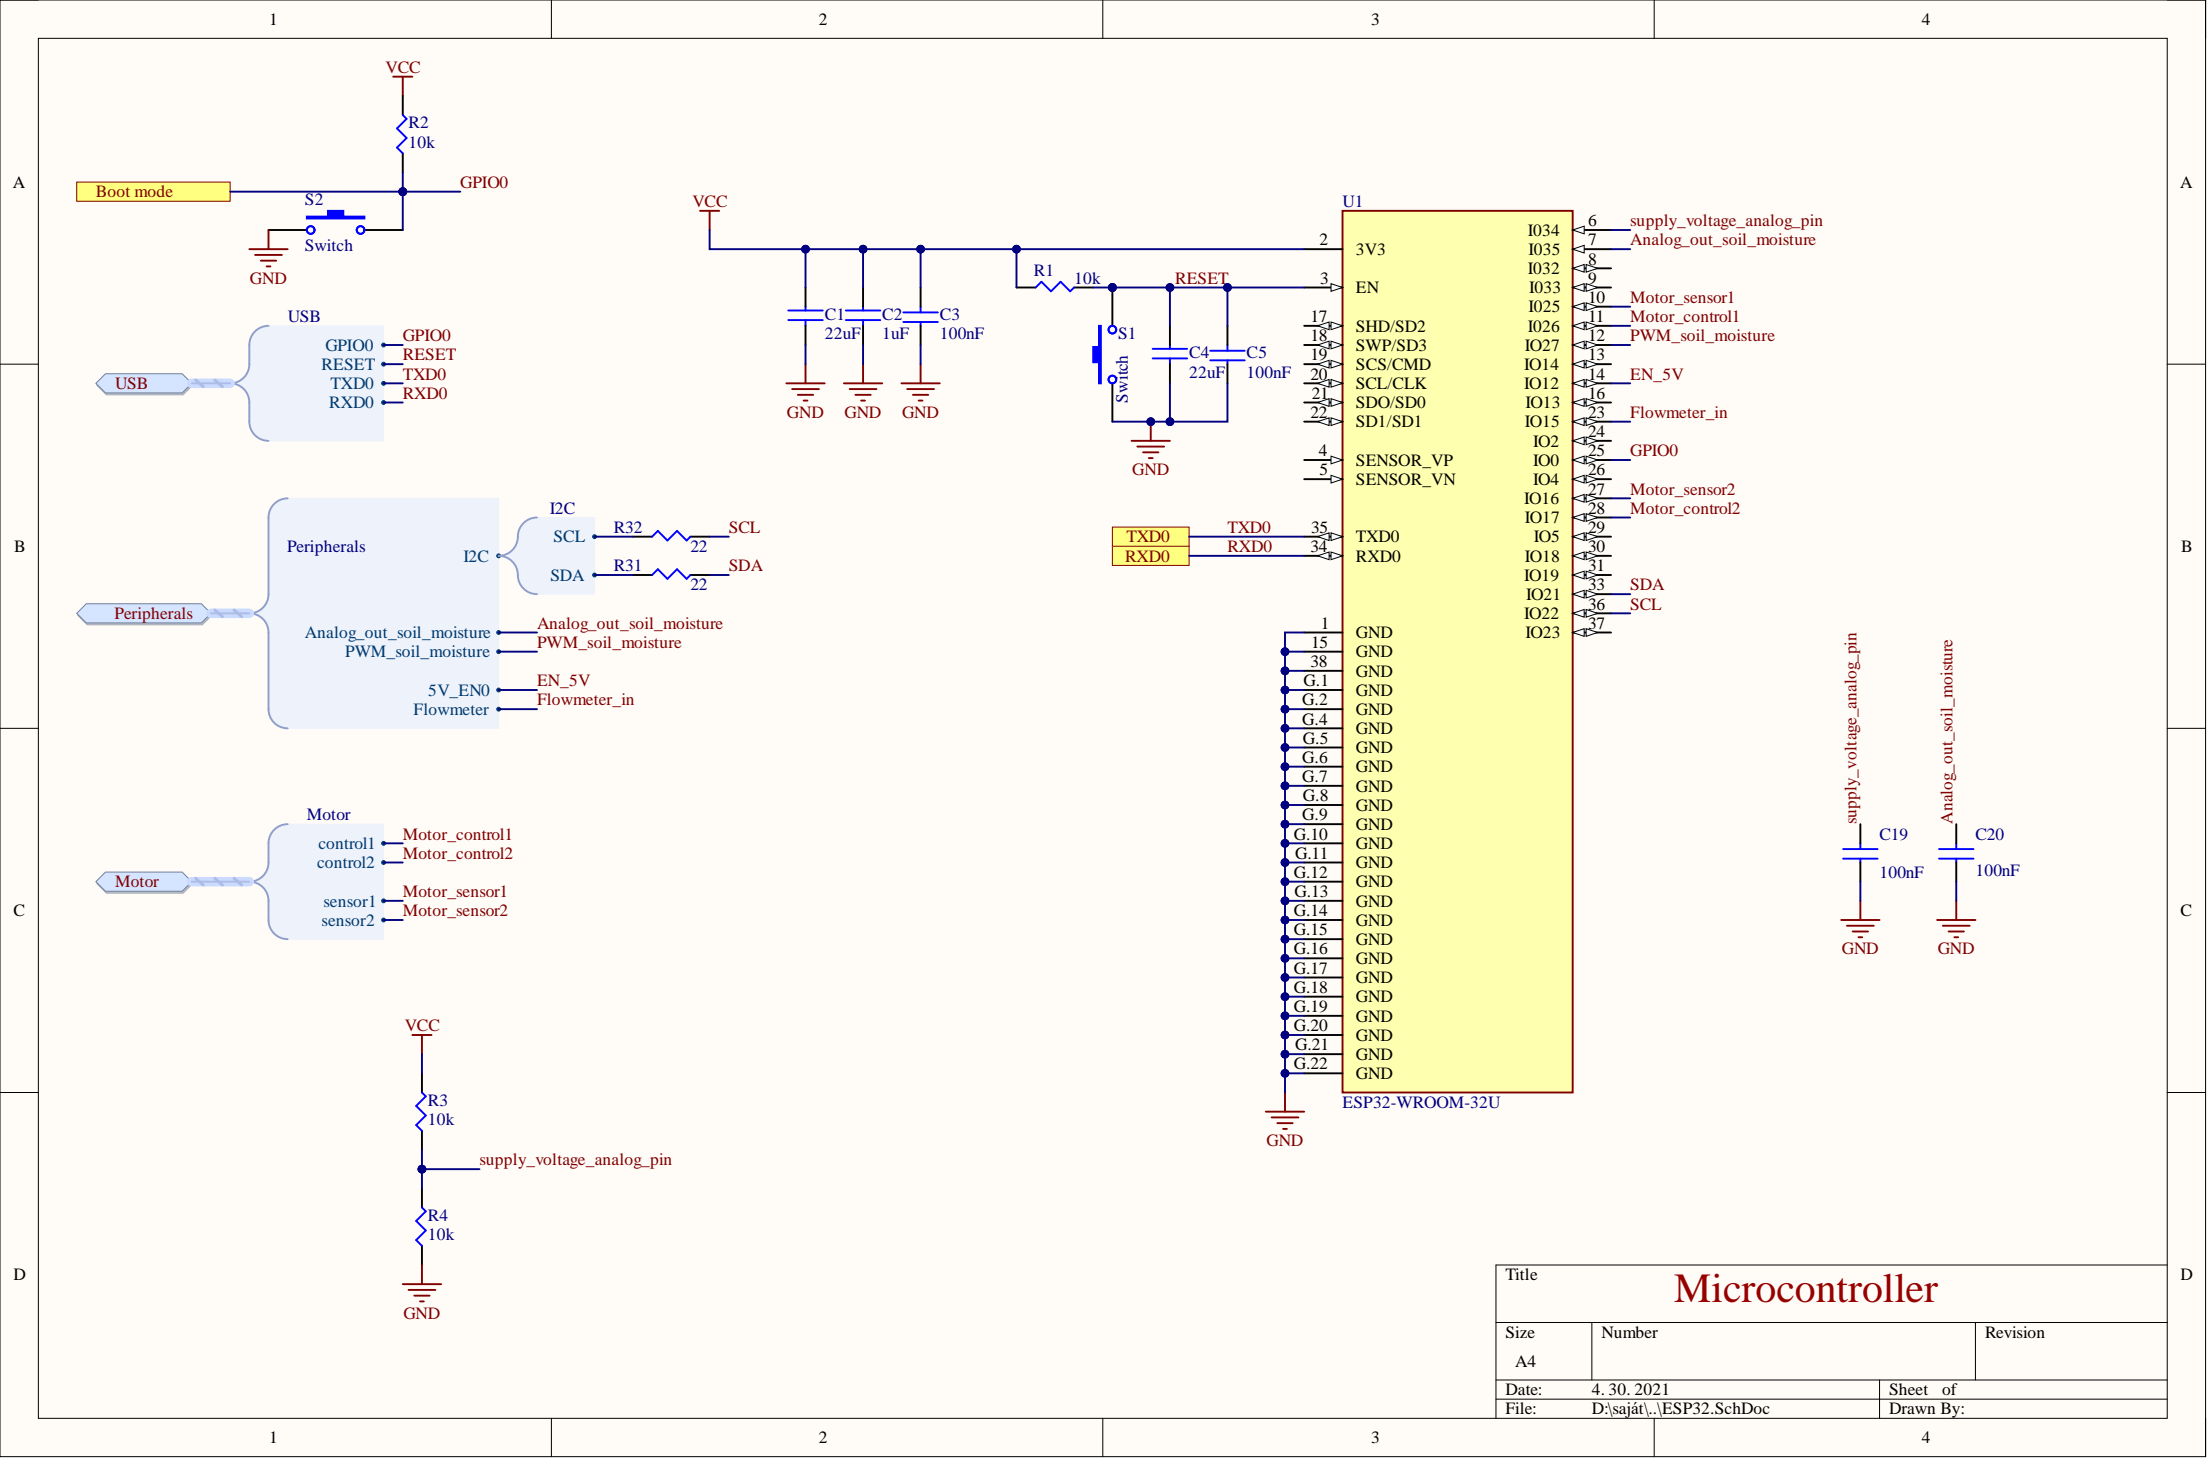 1 2 3 4
A
B
C
D
VCC
R2
10k
Boot mode
GPIO0
S2
Switch
GND
USB
USB
GPIO0 GPIO0
RESET RESET
TXD0 TXD0
RXD0 RXD0
Peripherals
Peripherals
I2C
I2C
SCL R32 22 SCL
SDA R31 22 SDA
Analog_out_soil_moisture Analog_out_soil_moisture
PWM_soil_moisture PWM_soil_moisture
5V_EN0 EN_5V
Flowmeter Flowmeter_in
Motor
Motor
control1 Motor_control1
control2 Motor_control2
sensor1 Motor_sensor1
sensor2 Motor_sensor2
VCC
R3
10k
supply_voltage_analog_pin
R4
10k
GND
VCC
C1
22uF
GND
C2
1uF
GND
C3
100nF
GND
R1 10k
RESET
S1
Switch
C4
22uF
C5
100nF
GND
TXD0 TXD0
RXD0 RXD0
U1
2 3V3
3 EN
17 SHD/SD2
18 SWP/SD3
19 SCS/CMD
20 SCL/CLK
21 SDO/SD0
22 SD1/SD1
4 SENSOR_VP
5 SENSOR_VN
35 TXD0
34 RXD0
1 GND
15 GND
38 GND
G.1 GND
G.2 GND
G.4 GND
G.5 GND
G.6 GND
G.7 GND
G.8 GND
G.9 GND
G.10 GND
G.11 GND
G.12 GND
G.13 GND
G.14 GND
G.15 GND
G.16 GND
G.17 GND
G.18 GND
G.19 GND
G.20 GND
G.21 GND
G.22 GND
GND
I034 6 supply_voltage_analog_pin
I035 7 Analog_out_soil_moisture
I032 8
I033 9
I025 10 Motor_sensor1
I026 11 Motor_control1
IO27 12 PWM_soil_moisture
IO14 13
IO12 14 EN_5V
IO13 16
IO15 23 Flowmeter_in
IO2 24
IO0 25 GPIO0
IO4 26
IO16 27 Motor_sensor2
IO17 28 Motor_control2
IO5 29
IO18 30
IO19 31
IO21 33 SDA
IO22 36 SCL
IO23 37
ESP32-WROOM-32U
supply_voltage_analog_pin
C19
100nF
GND
Analog_out_soil_moisture
C20
100nF
GND
Title Microcontroller
Size Number Revision
A4
Date: 4. 30. 2021 Sheet of
File: D:\saját\..\ESP32.SchDoc Drawn By:
A
B
C
D
1 2 3 4